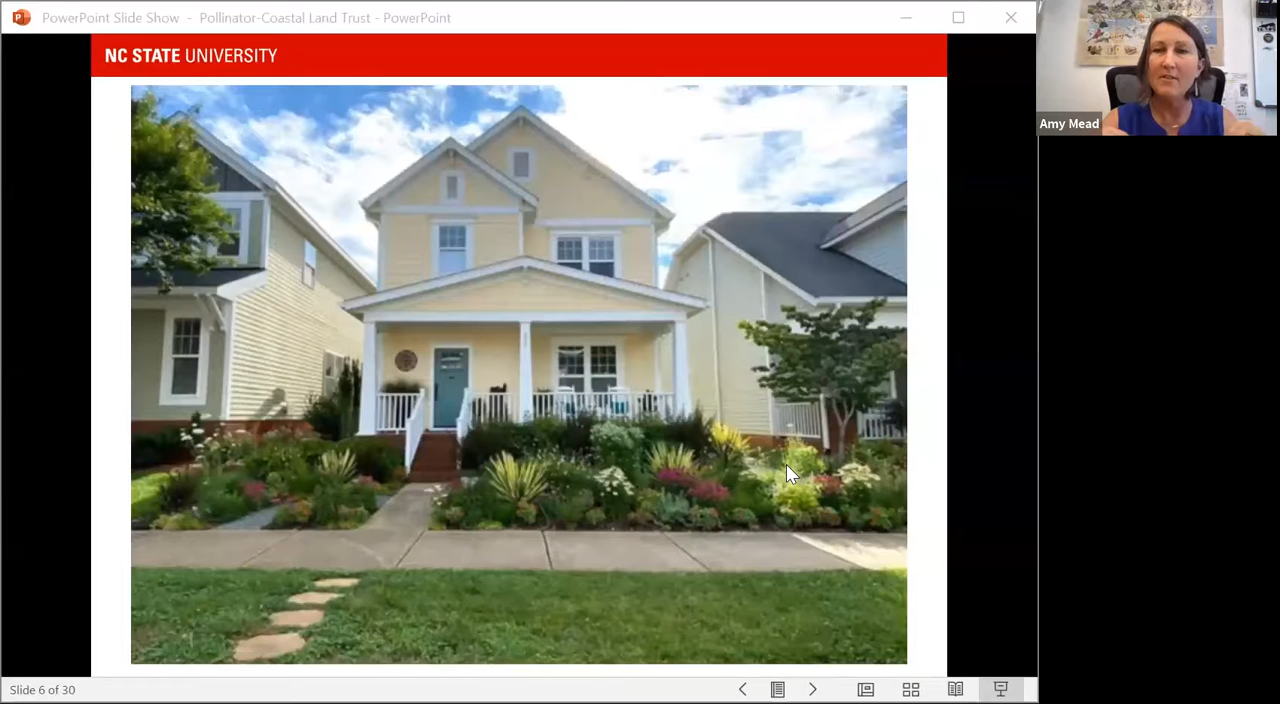 PowerPoint Slide Show - Pollinator-Coastal Land Trust - PowerPoint
NC STATE UNIVERSITY
Amy Mead
Slide 6 of 30